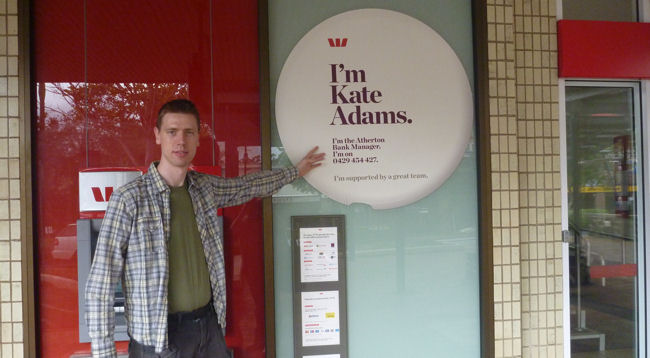 I'm
Kate
Adams.
I'm the Atherton
Bank Manager.
I'm on
0429 454 427.
I'm supported by a great team.